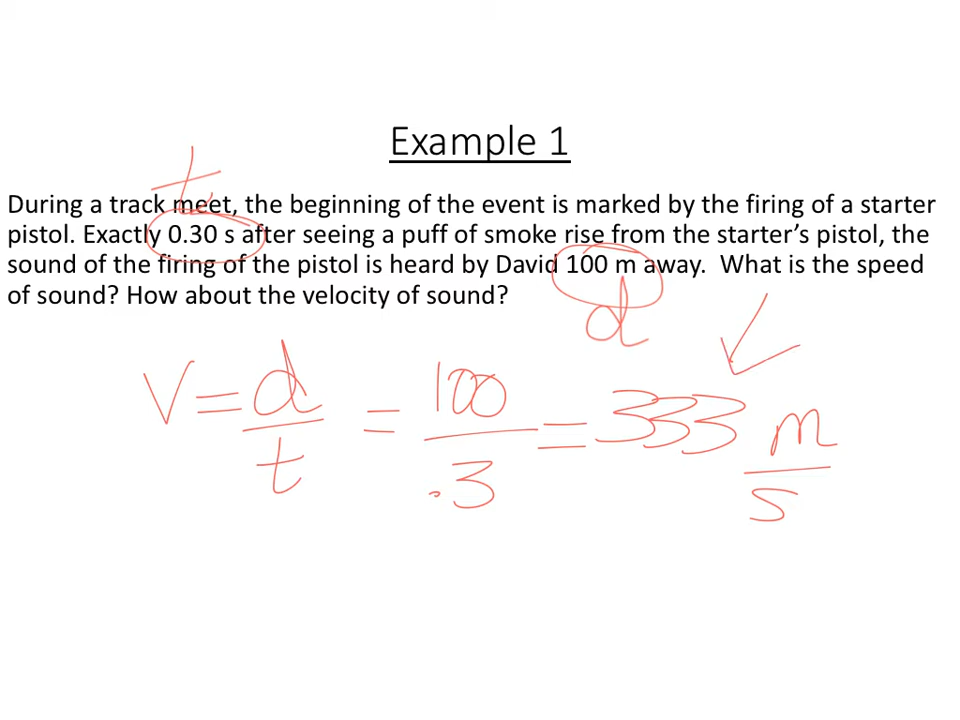 Example 1
t
During a track meet, the beginning of the event is marked by the firing of a starter
pistol. Exactly 0.30 s after seeing a puff of smoke rise from the starter’s pistol, the
sound of the firing of the pistol is heard by David 100 m away.  What is the speed
of sound? How about the velocity of sound?
d
V = d/t = 100/.3 = 333 m/s